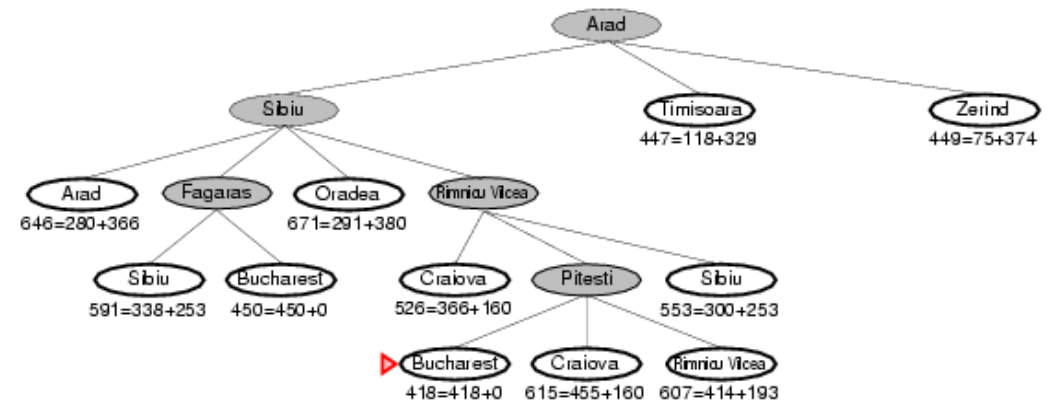 Arad
Sibiu
Timisoara
Zerind
447=118+329
449=75+374
Arad
Fagaras
Oradea
Rimnicu Vilcea
646=280+366
671=291+380
Sibiu
Bucharest
Craiova
Pitesti
Sibiu
591=338+253
450=450+0
526=366+160
553=300+253
Bucharest
Craiova
Rimnicu Vilcea
418=418+0
615=455+160
607=414+193